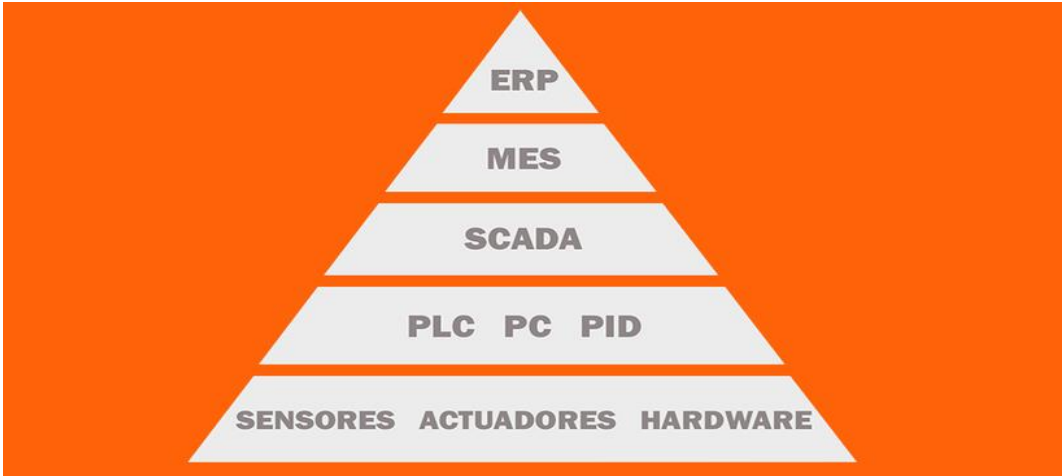 ERP
MES
SCADA
PLC PC PID
SENSORES ACTUADORES HARDWARE